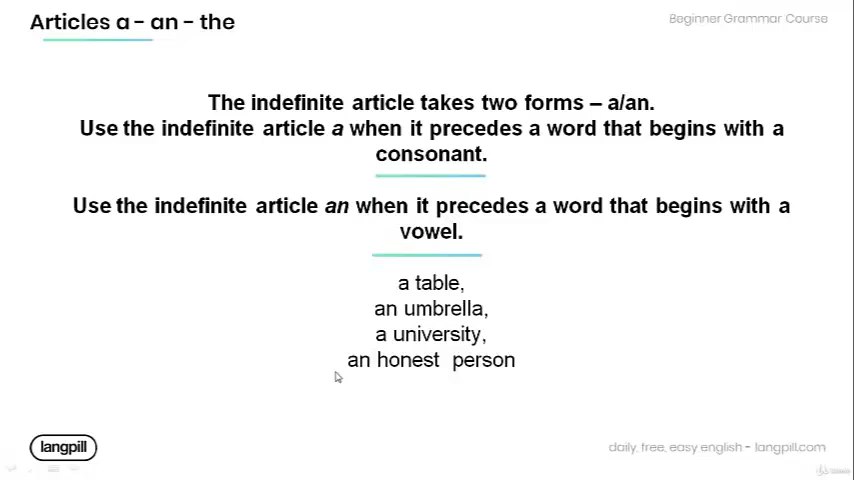 Articles a - an - the
Beginner Grammar Course
The indefinite article takes two forms – a/an.
Use the indefinite article a when it precedes a word that begins with a
consonant.
Use the indefinite article an when it precedes a word that begins with a
vowel.
a table,
an umbrella,
a university,
an honest person
langpill
daily, free, easy english - langpill.com